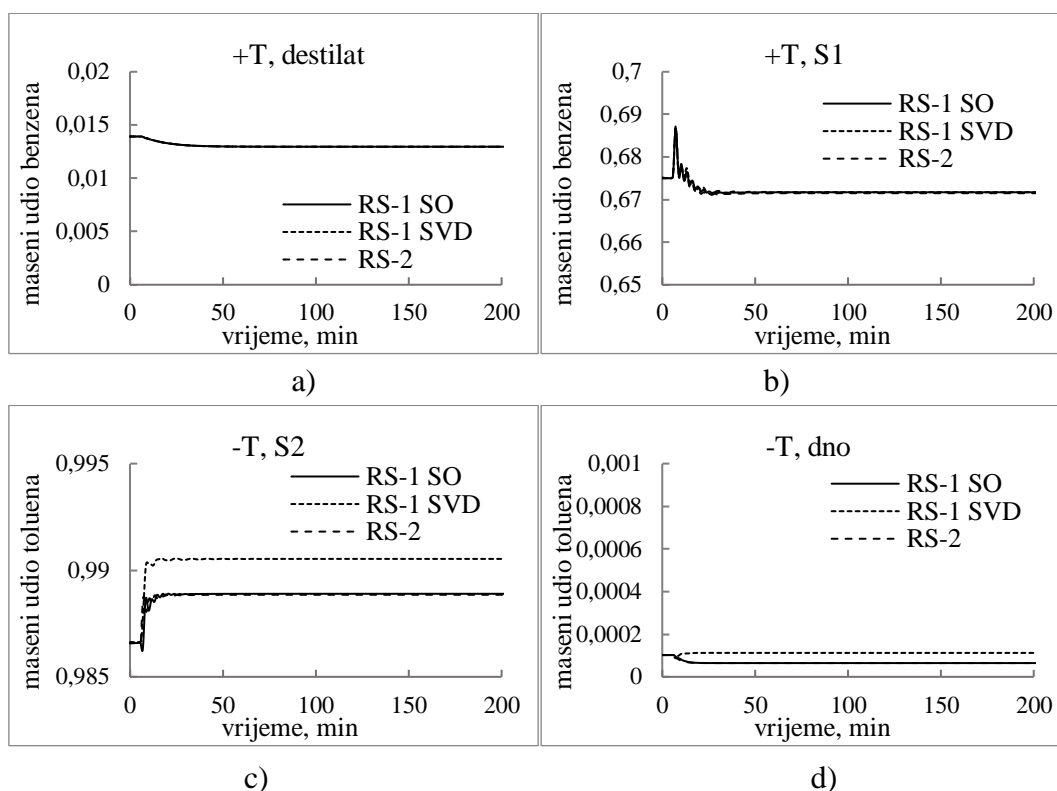 +T, destilat
maseni udio benzena
0,02
0,015
0,01
0,005
0
RS-1 SO
RS-1 SVD
RS-2
0 50 100 150 200
vrijeme, min
a)
+T, S1
maseni udio benzena
0,7
0,69
0,68
0,67
0,66
0,65
RS-1 SO
RS-1 SVD
RS-2
0 50 100 150 200
vrijeme, min
b)
-T, S2
maseni udio toluena
0,995
0,99
0,985
RS-1 SO
RS-1 SVD
RS-2
0 50 100 150 200
vrijeme, min
c)
-T, dno
maseni udio toluena
0,001
0,0008
0,0006
0,0004
0,0002
0
RS-1 SO
RS-1 SVD
RS-2
0 50 100 150 200
vrijeme, min
d)